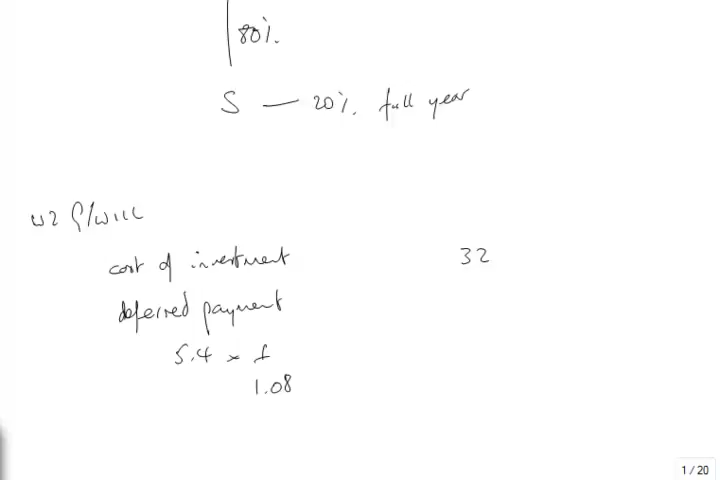 80%.
S — 20%. full year
W2 G/WILL
cost of investment 32
deferred payment
5.4 × 1
1.08
1 / 20